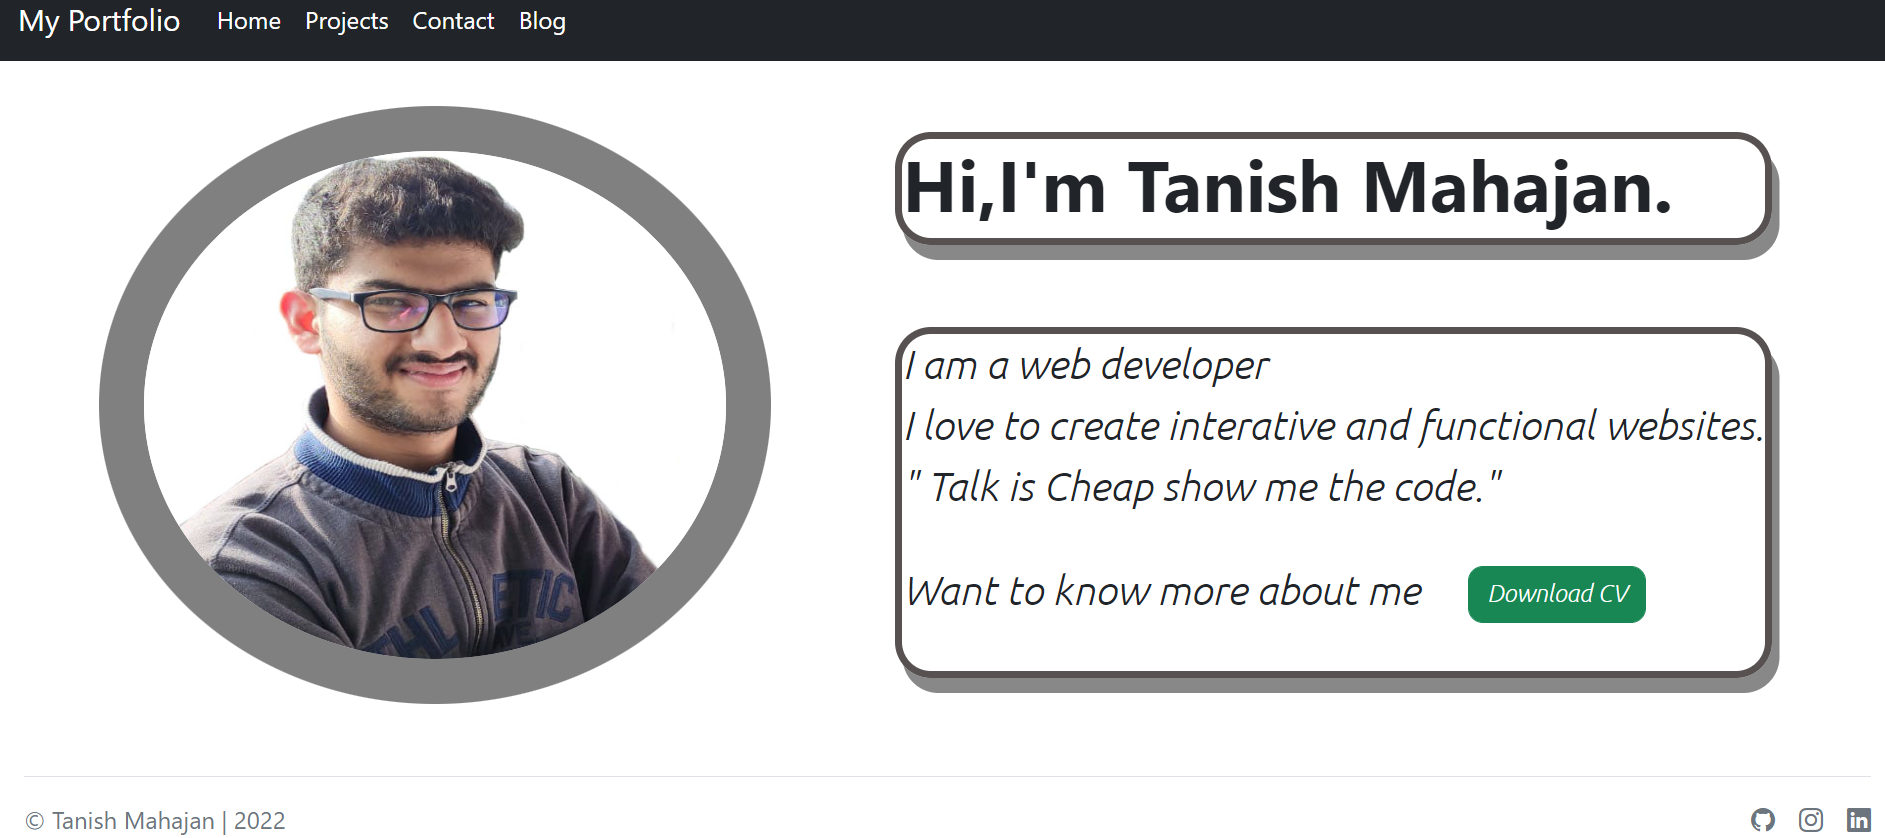 My Portfolio Home Projects Contact Blog
Hi,I'm Tanish Mahajan.
I am a web developer
I love to create interative and functional websites.
" Talk is Cheap show me the code."
Want to know more about me Download CV
© Tanish Mahajan | 2022
in